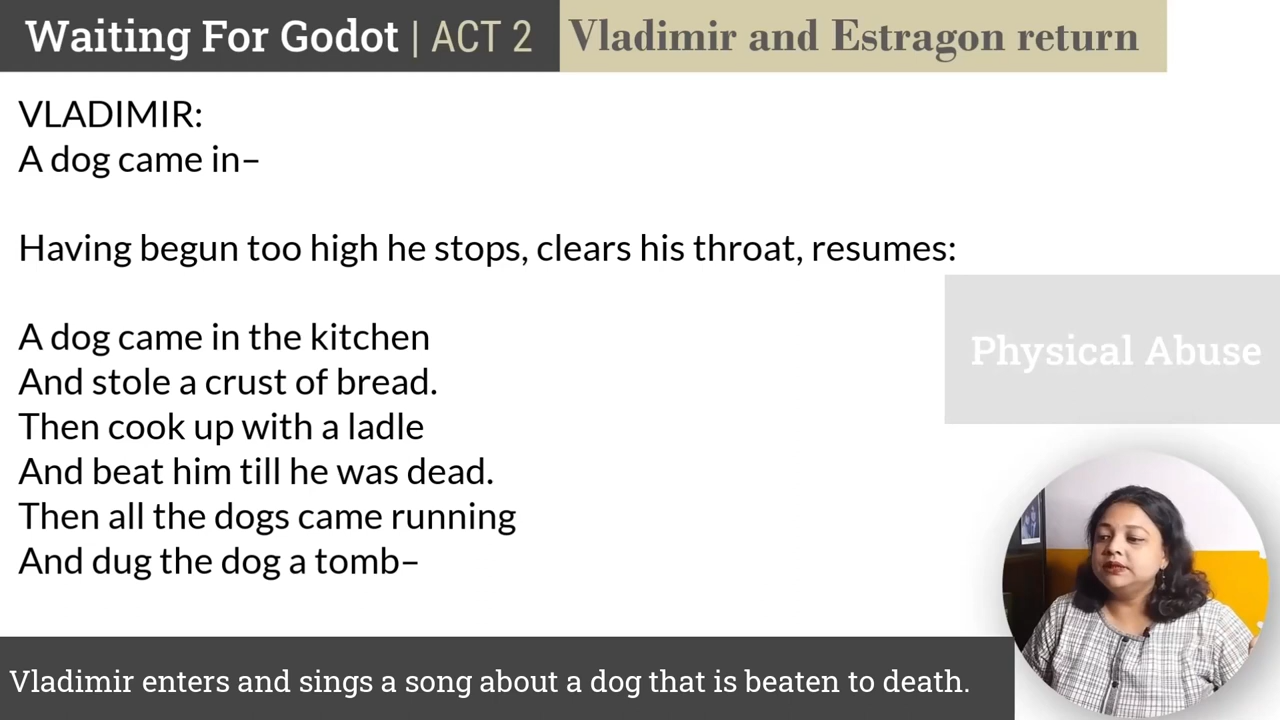 Waiting For Godot | ACT 2 Vladimir and Estragon return
VLADIMIR:
A dog came in–
Having begun too high he stops, clears his throat, resumes:
Physical Abuse
A dog came in the kitchen
And stole a crust of bread.
Then cook up with a ladle
And beat him till he was dead.
Then all the dogs came running
And dug the dog a tomb–
Vladimir enters and sings a song about a dog that is beaten to death.